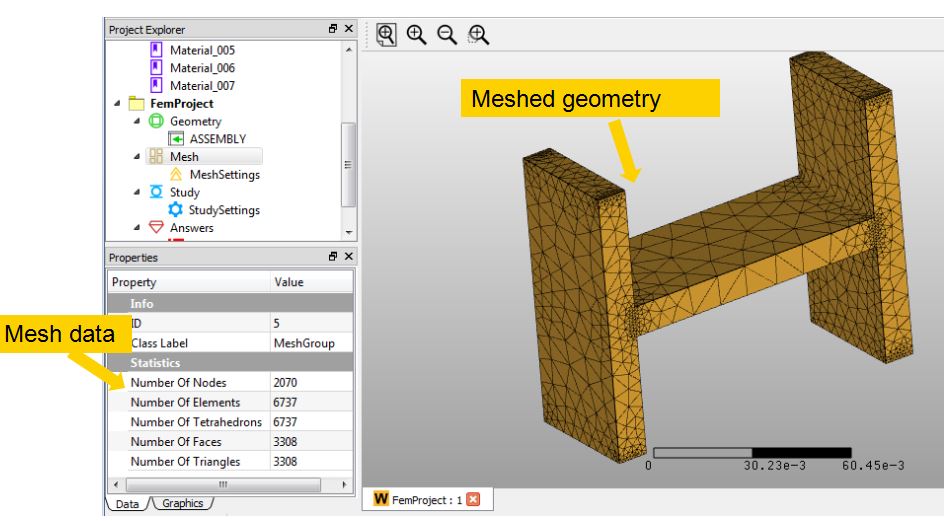 Project Explorer
Material_005
Material_006
Material_007
FemProject
Geometry
ASSEMBLY
Mesh
MeshSettings
Study
StudySettings
Answers
Meshed geometry
Properties
Property Value
Info
ID 5
Class Label MeshGroup
Statistics
Number Of Nodes 2070
Number Of Elements 6737
Number Of Tetrahedrons 6737
Number Of Faces 3308
Number Of Triangles 3308
Data Graphics
Mesh data
0 30.23e-3 60.45e-3
W FemProject : 1